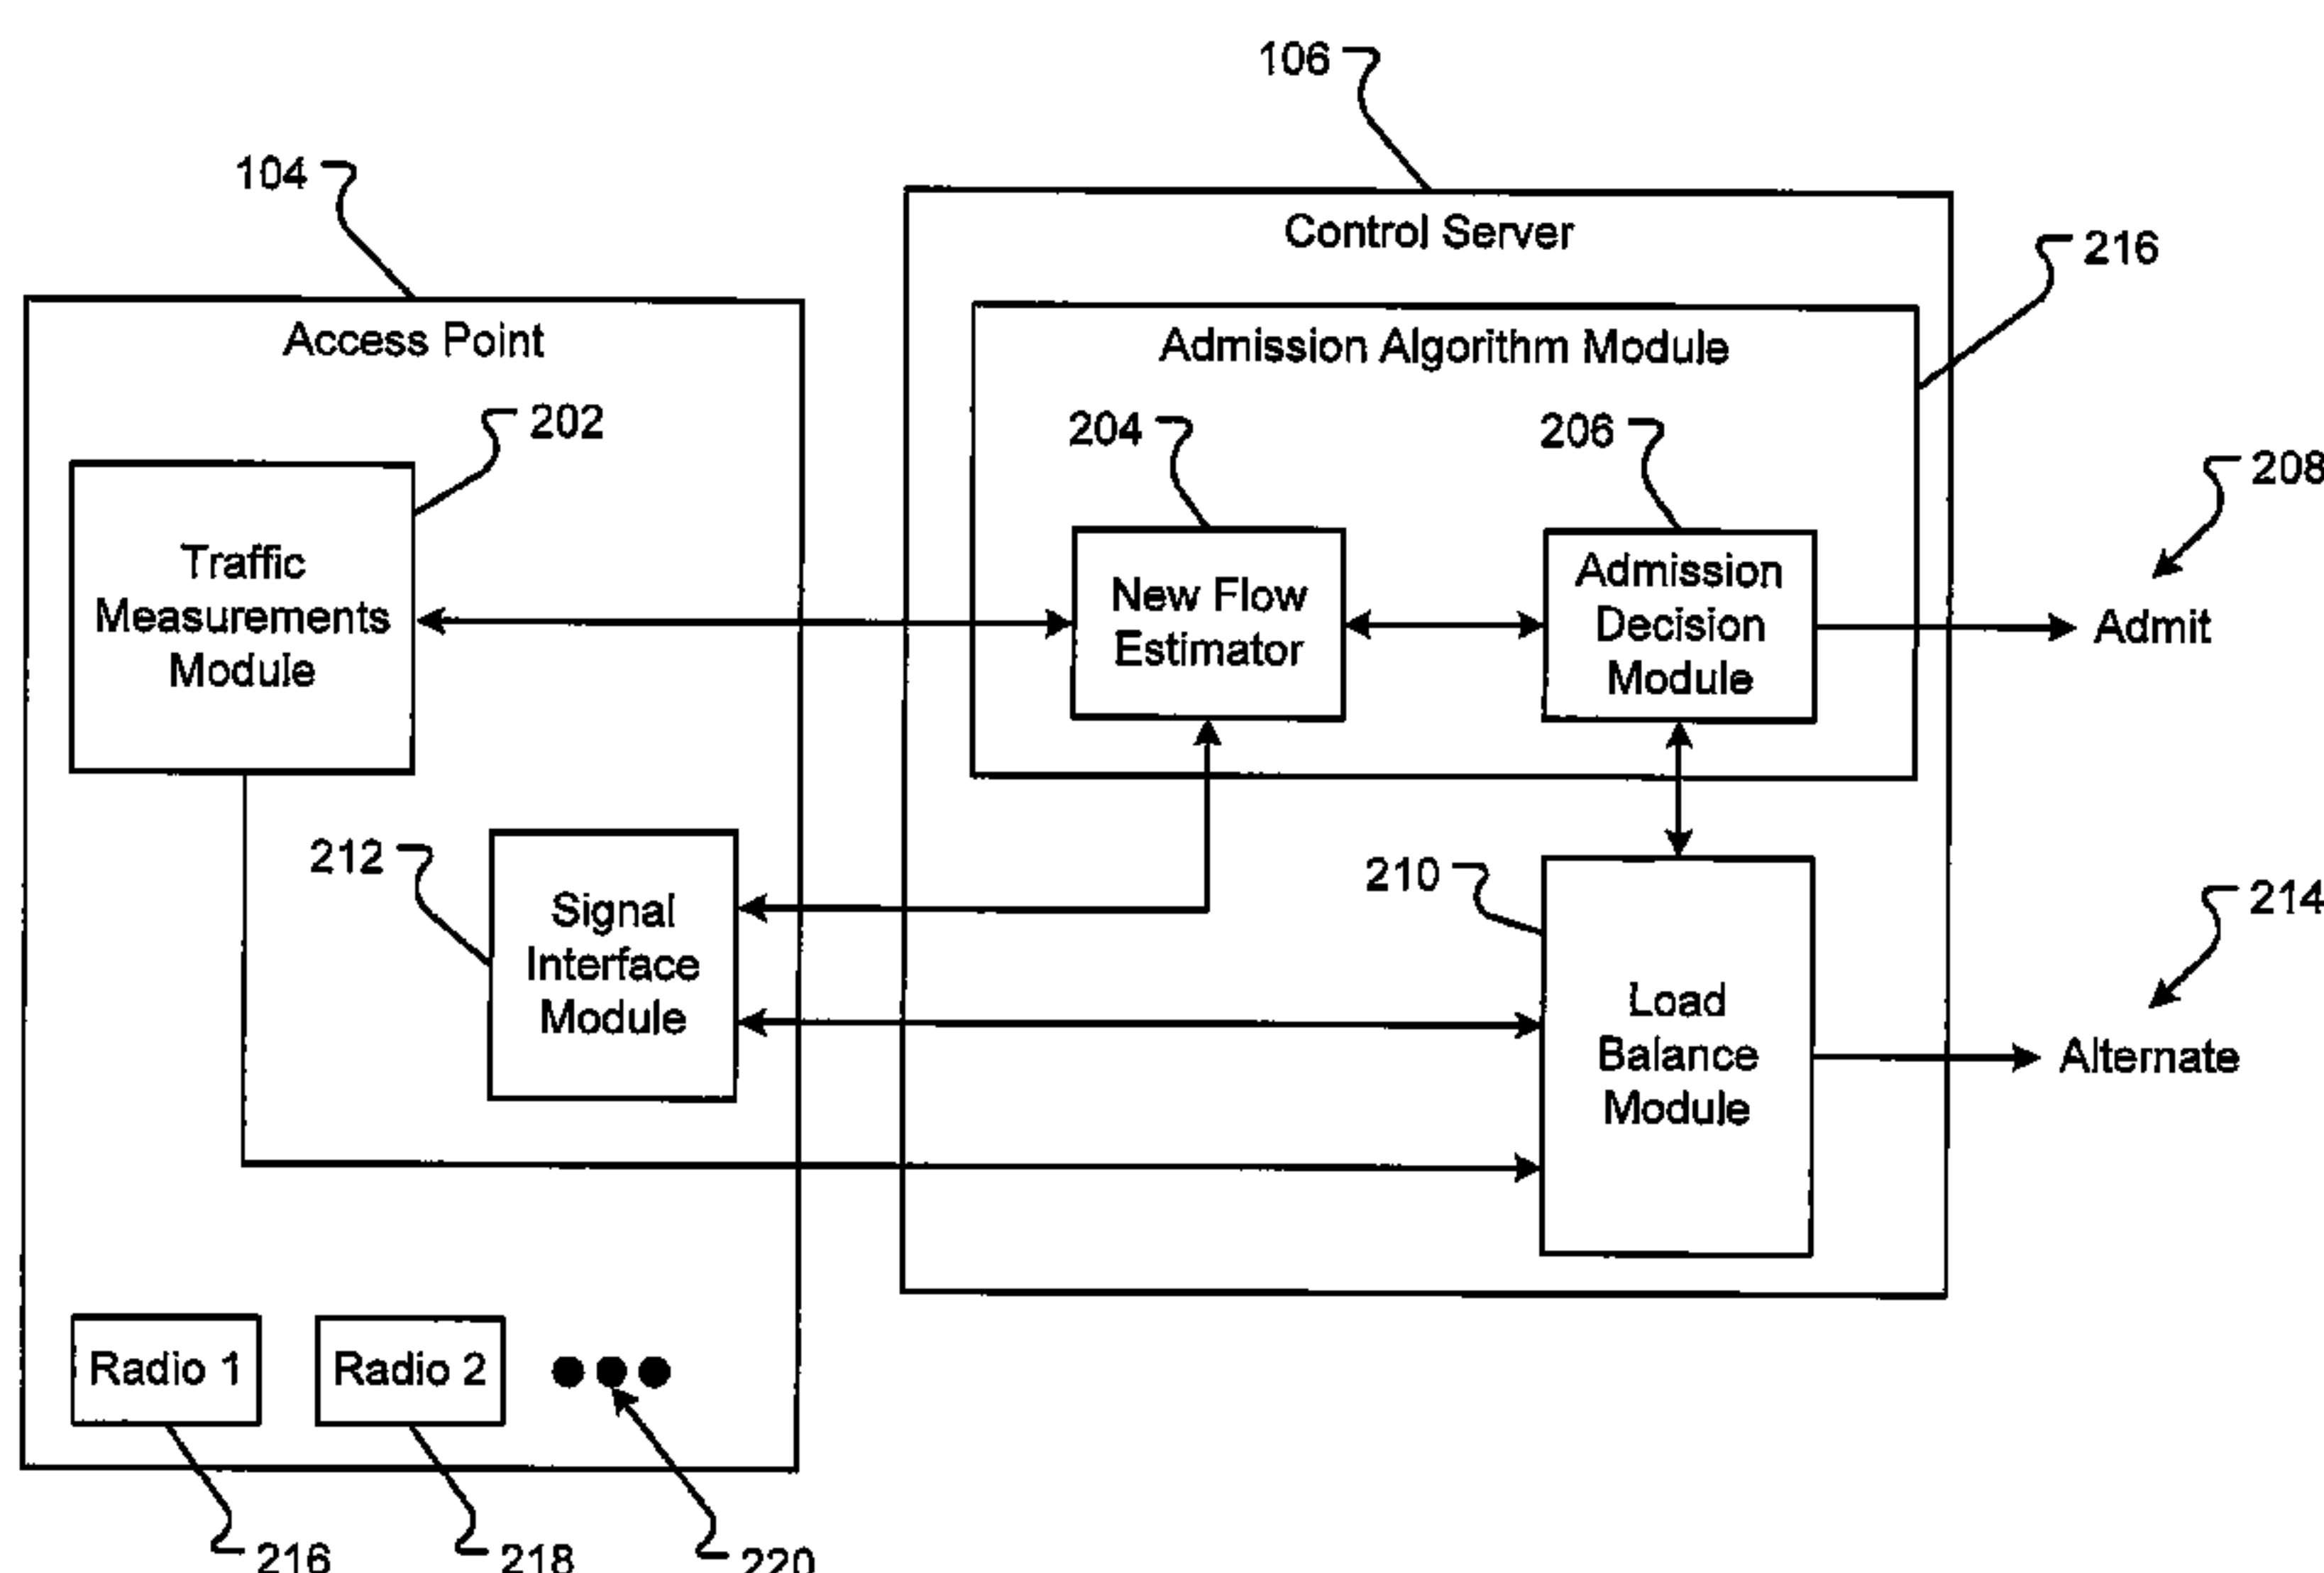 106
104
Control Server
216
Access Point
Admission Algorithm Module
202
204
206
208
Traffic
Measurements
Module
New Flow
Estimator
Admission
Decision
Module
Admit
212
210
214
Signal
Interface
Module
Load
Balance
Module
Alternate
Radio 1
Radio 2
216
218
220